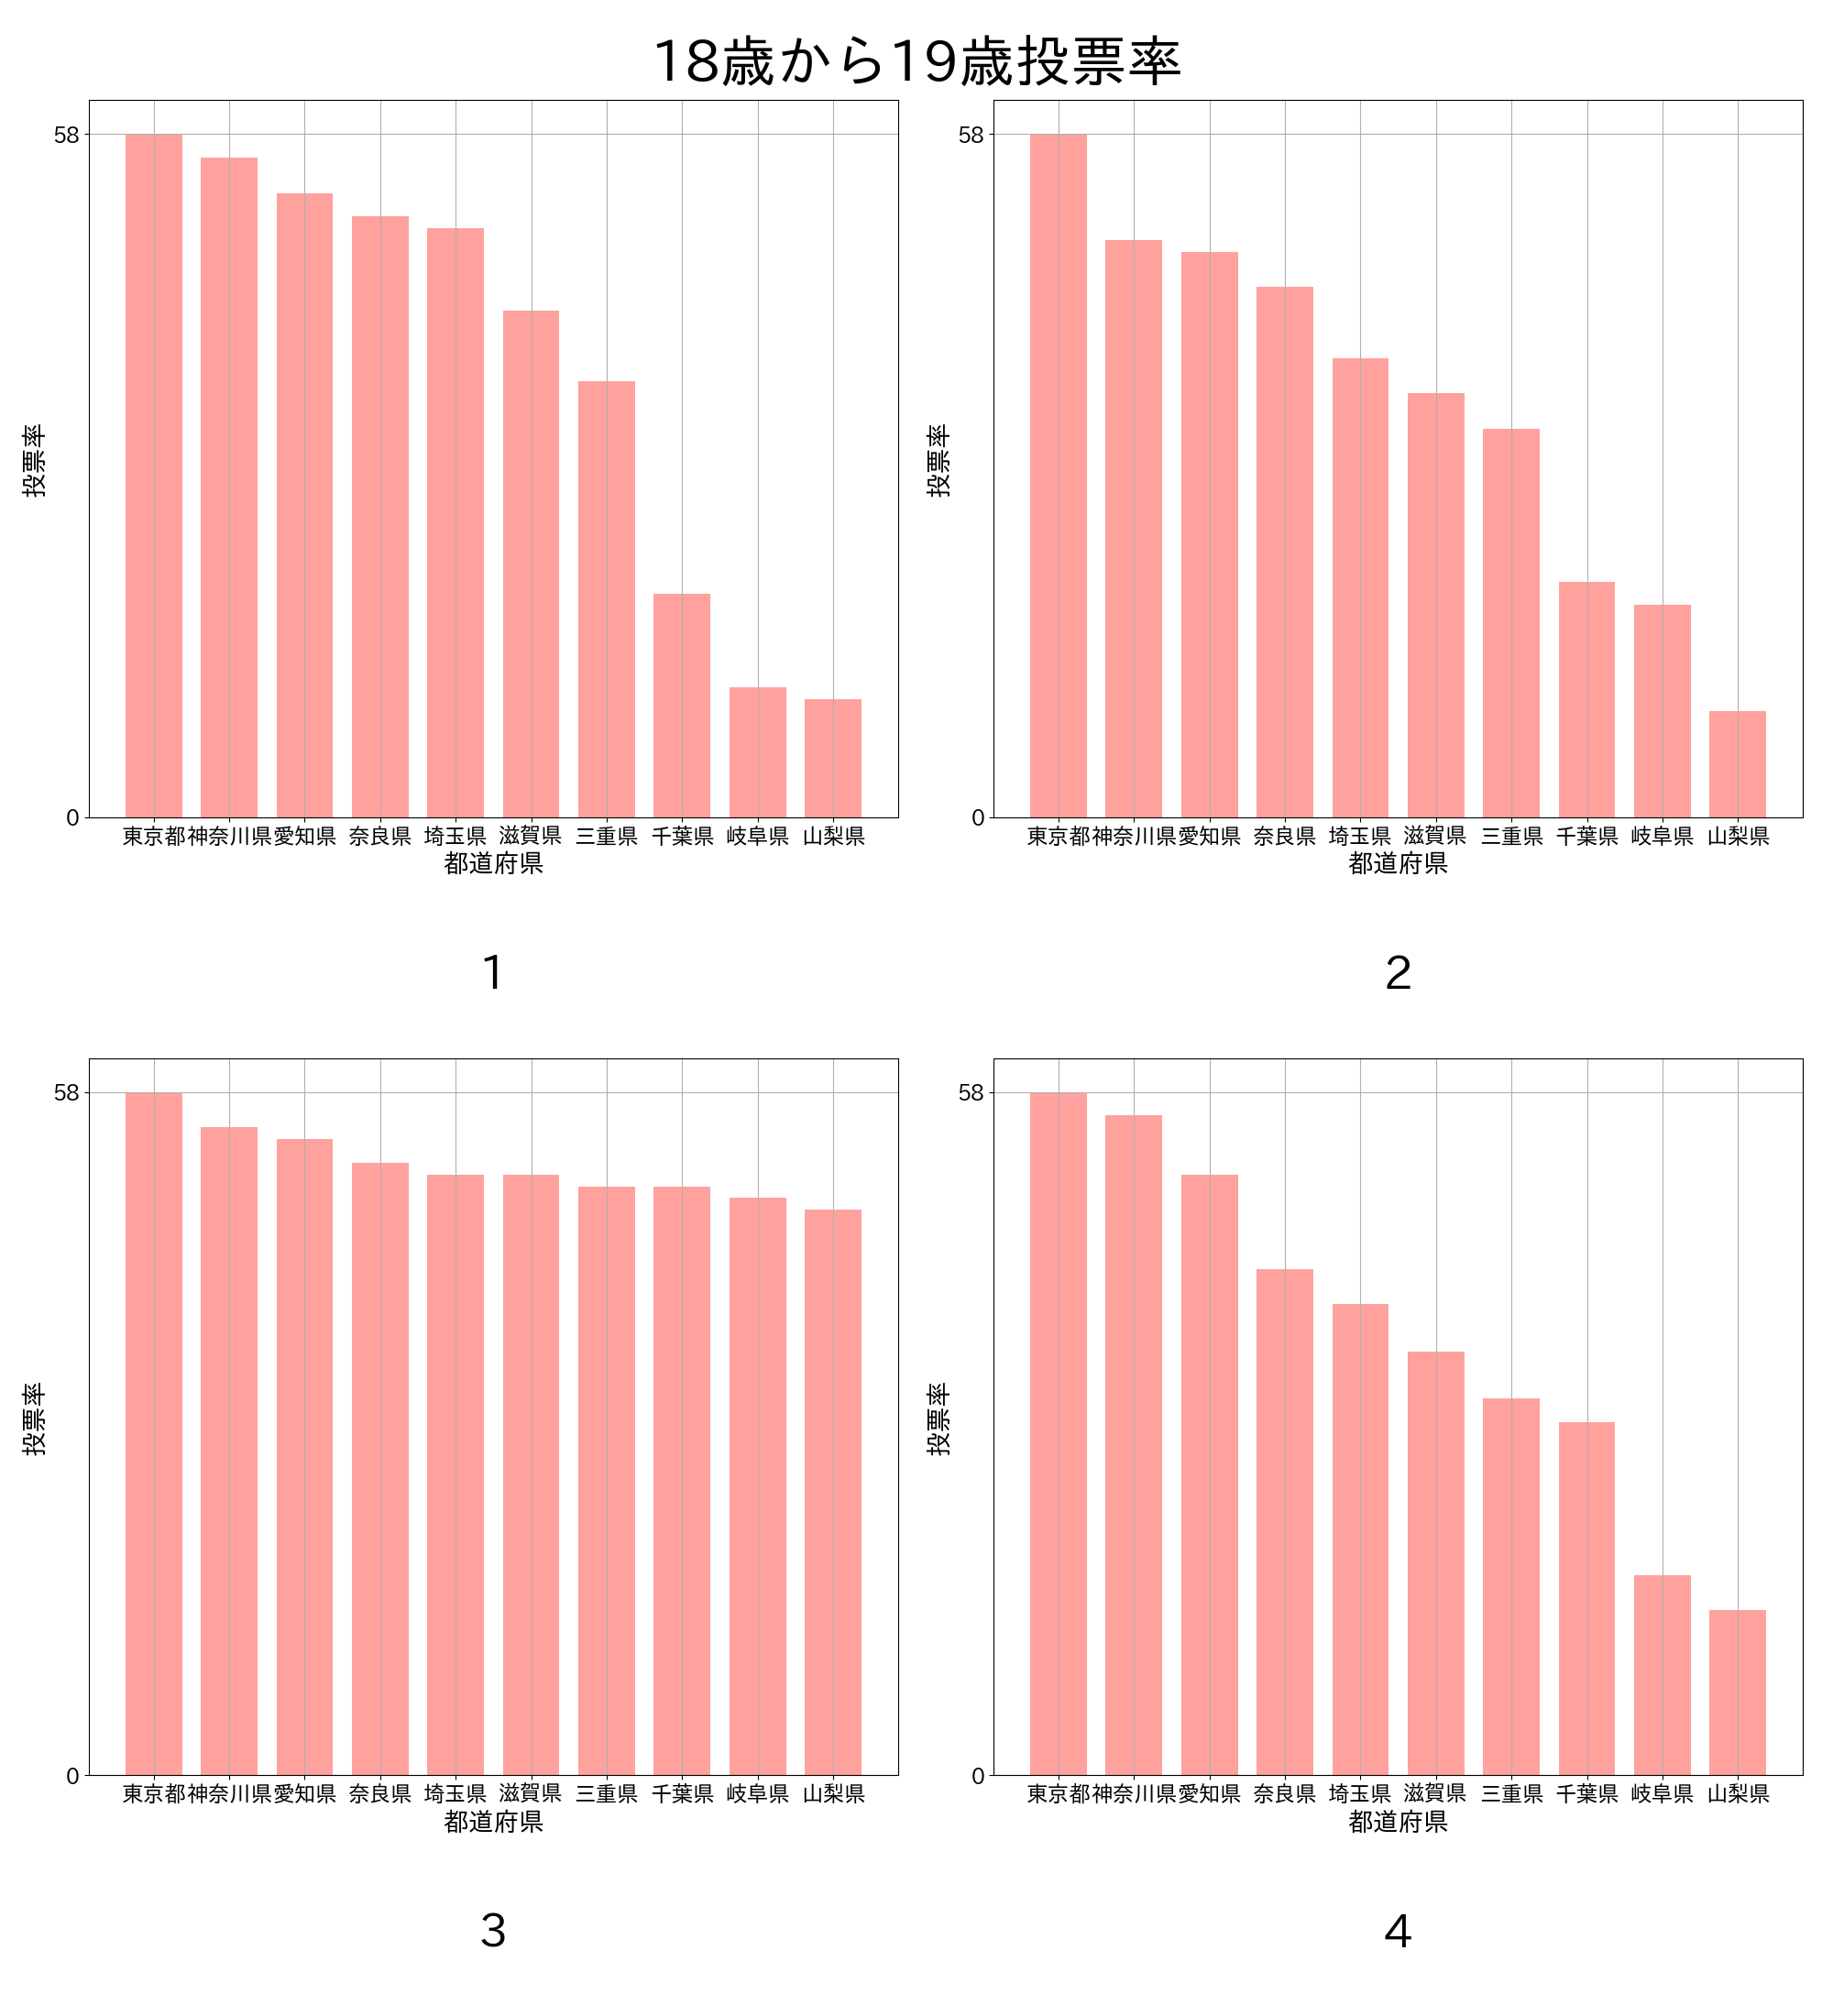 18歳から19歳投票率
58
0
投票率
東京都 神奈川県 愛知県 奈良県 埼玉県 滋賀県 三重県 千葉県 岐阜県 山梨県
都道府県
1
58
0
投票率
東京都 神奈川県 愛知県 奈良県 埼玉県 滋賀県 三重県 千葉県 岐阜県 山梨県
都道府県
2
58
0
投票率
東京都 神奈川県 愛知県 奈良県 埼玉県 滋賀県 三重県 千葉県 岐阜県 山梨県
都道府県
3
58
0
投票率
東京都 神奈川県 愛知県 奈良県 埼玉県 滋賀県 三重県 千葉県 岐阜県 山梨県
都道府県
4